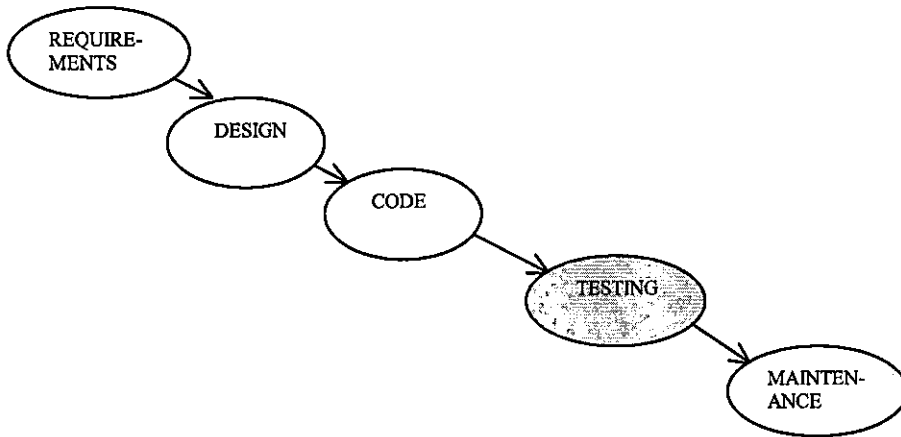 REQUIRE-
MENTS
DESIGN
CODE
TESTING
MAINTEN-
ANCE